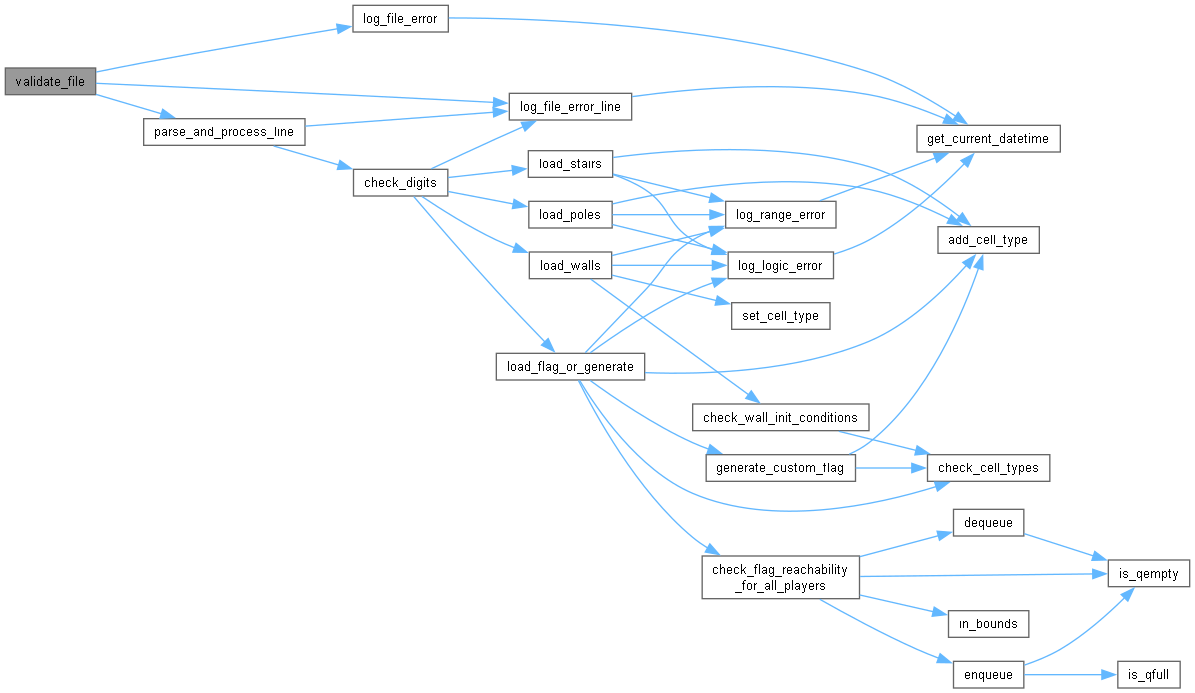 log_file_error
validate_file
log_file_error_line
parse_and_process_line
get_current_datetime
load_stairs
check_digits
load_poles
log_range_error
add_cell_type
load_walls
log_logic_error
set_cell_type
load_flag_or_generate
check_wall_init_conditions
generate_custom_flag
check_cell_types
dequeue
check_flag_reachability
_for_all_players
is_qempty
in_bounds
enqueue
is_qfull